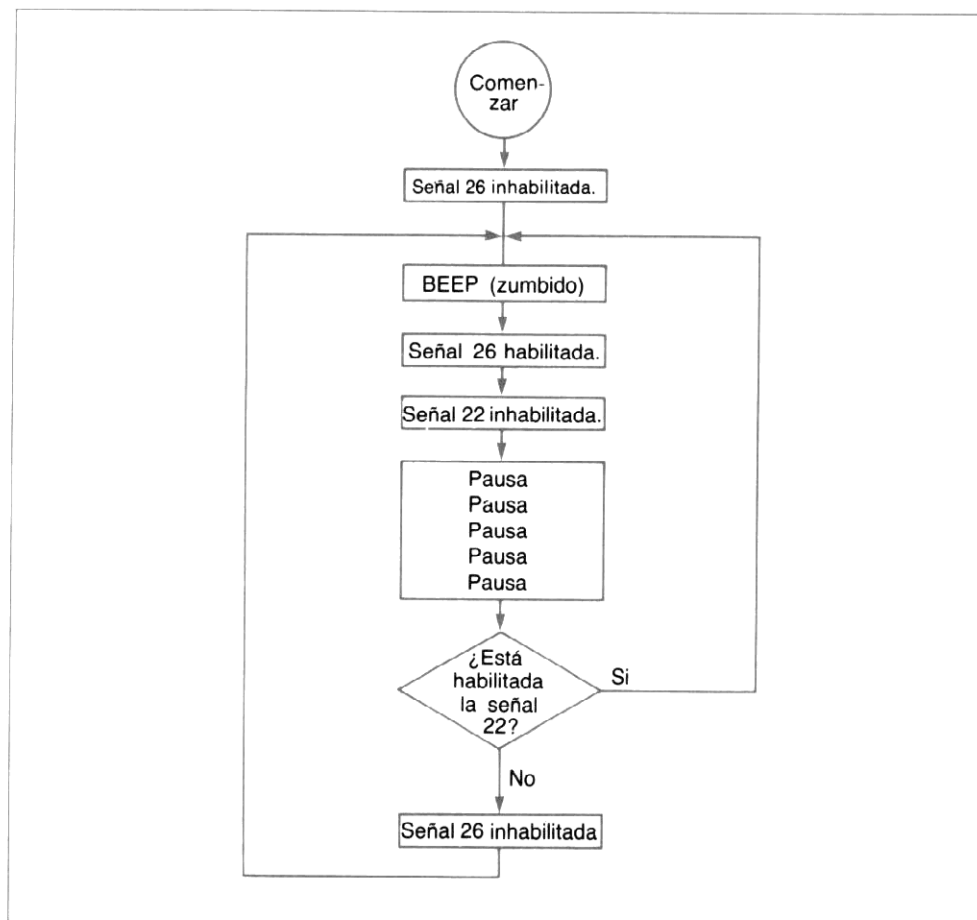 Comen-
zar
Señal 26 inhabilitada.
BEEP (zumbido)
Señal 26 habilitada.
Señal 22 inhabilitada.
Pausa
Pausa
Pausa
Pausa
Pausa
¿Está
habilitada
la señal
22?
Si
No
Señal 26 inhabilitada